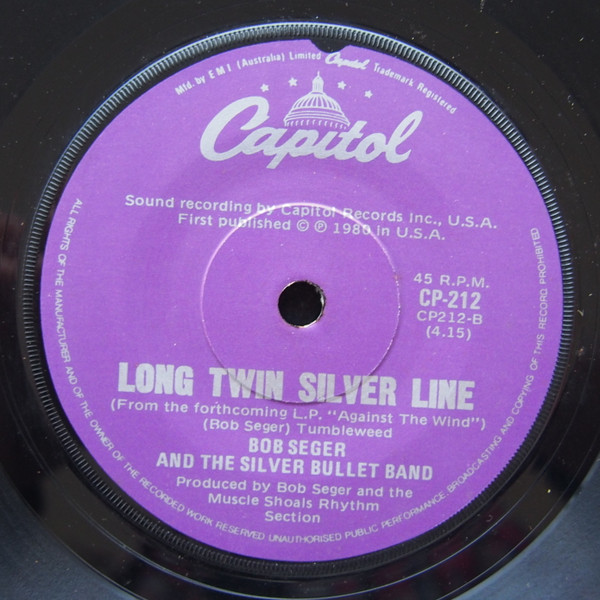 Mfd. by E M I (Australia) Limited Capitol Trademark Registered
Capitol
Sound recording by Capitol Records Inc., U.S.A.
First published © ℗ 1980 in U.S.A.
45 R.P.M.
CP-212
CP212-B
(4.15)
LONG TWIN SILVER LINE
(From the forthcoming L.P. "Against The Wind")
(Bob Seger) Tumbleweed
BOB SEGER
AND THE SILVER BULLET BAND
Produced by Bob Seger and the
Muscle Shoals Rhythm
Section
ALL RIGHTS OF THE MANUFACTURER AND OF THE OWNER OF THE RECORDED WORK RESERVED UNAUTHORISED PUBLIC PERFORMANCE, BROADCASTING AND COPYING OF THIS RECORD PROHIBITED